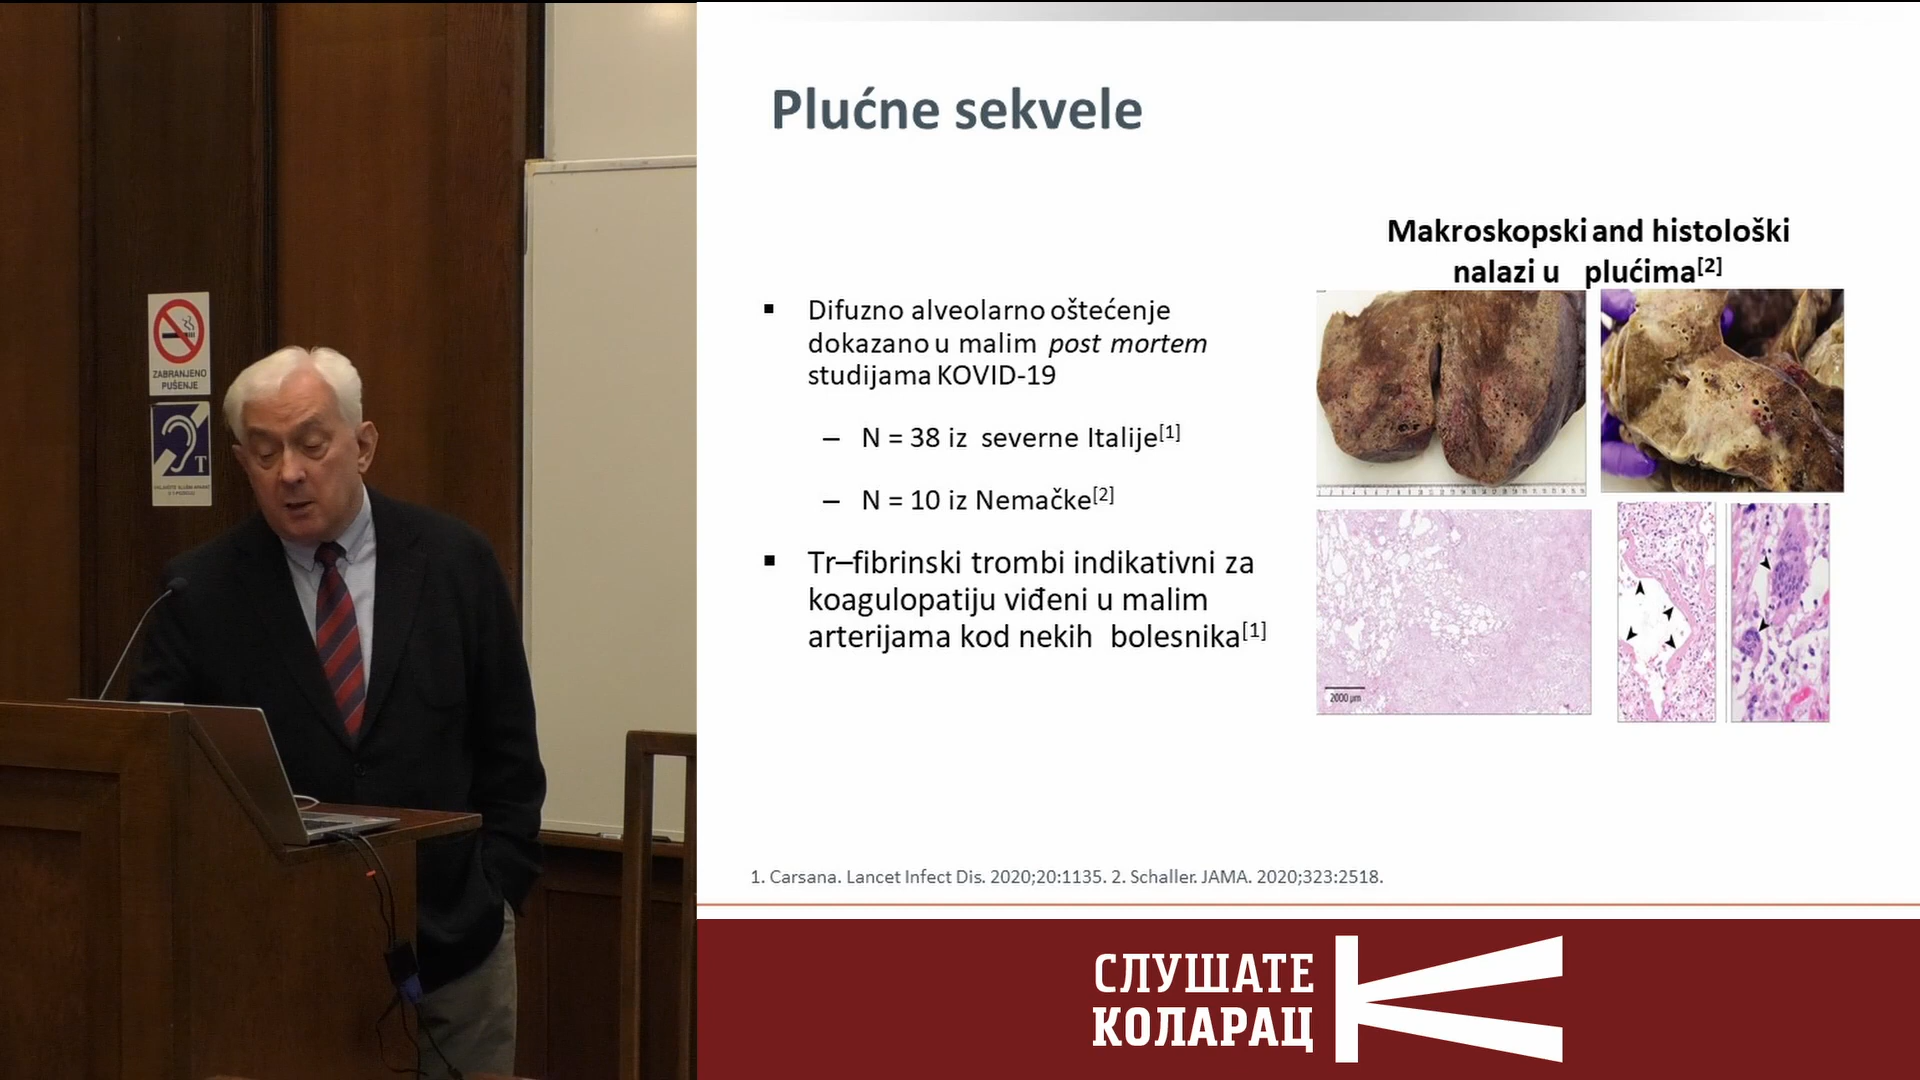 ZABRANJENO
PUŠENJE
T
Plućne sekvele
▪ Difuzno alveolarno oštećenje
dokazano u malim post mortem
studijama KOVID-19
– N = 38 iz severne Italije[1]
– N = 10 iz Nemačke[2]
▪ Tr–fibrinski trombi indikativni za
koagulopatiju viđeni u malim
arterijama kod nekih bolesnika[1]
Makroskopski and histološki
nalazi u plućima[2]
2000 µm
1. Carsana. Lancet Infect Dis. 2020;20:1135. 2. Schaller. JAMA. 2020;323:2518.
СЛУШАТЕ
КОЛАРАЦ